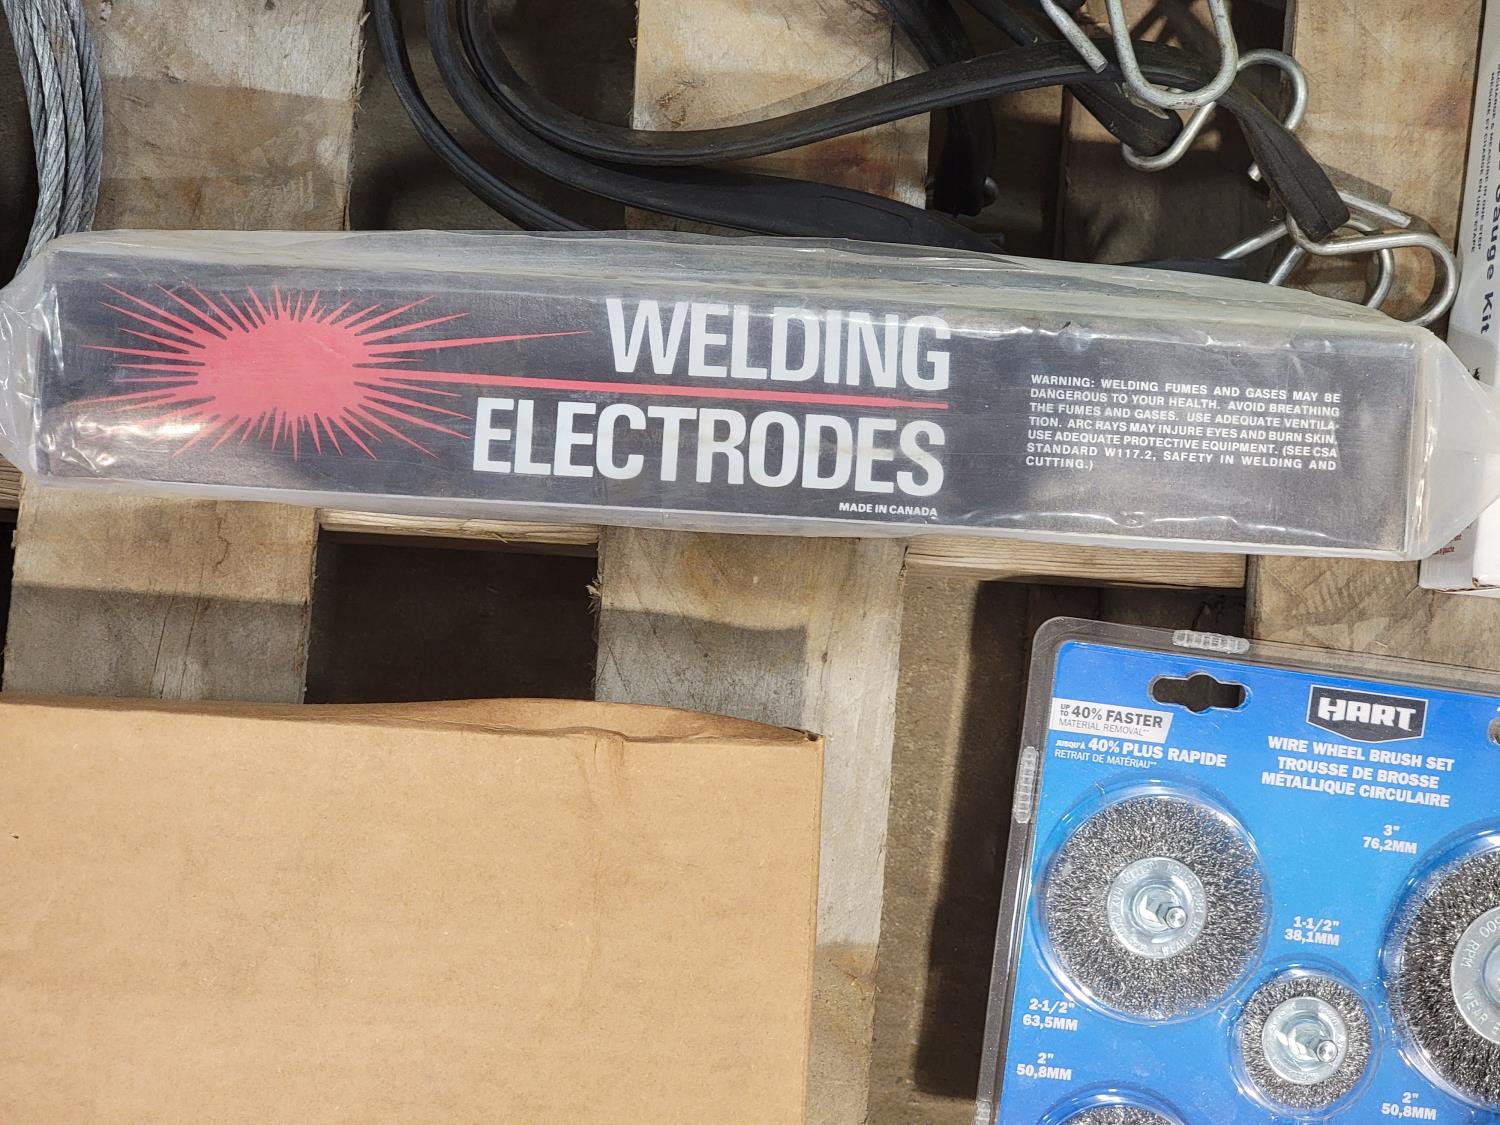 WELDING
ELECTRODES
MADE IN CANADA
WARNING: WELDING FUMES AND GASES MAY BE
DANGEROUS TO YOUR HEALTH. AVOID BREATHING
THE FUMES AND GASES. USE ADEQUATE VENTILA-
TION. ARC RAYS MAY INJURE EYES AND BURN SKIN.
USE ADEQUATE PROTECTIVE EQUIPMENT. (SEE CSA
STANDARD W117.2, SAFETY IN WELDING AND
CUTTING.)
Gauge Kit
UP TO 40% FASTER
MATERIAL REMOVAL**
JUSQU'À 40% PLUS RAPIDE
RETRAIT DE MATÉRIAU**
HART
WIRE WHEEL BRUSH SET
TROUSSE DE BROSSE
MÉTALLIQUE CIRCULAIRE
3"
76,2MM
1-1/2"
38,1MM
2-1/2"
63,5MM
2"
50,8MM
2"
50,8MM